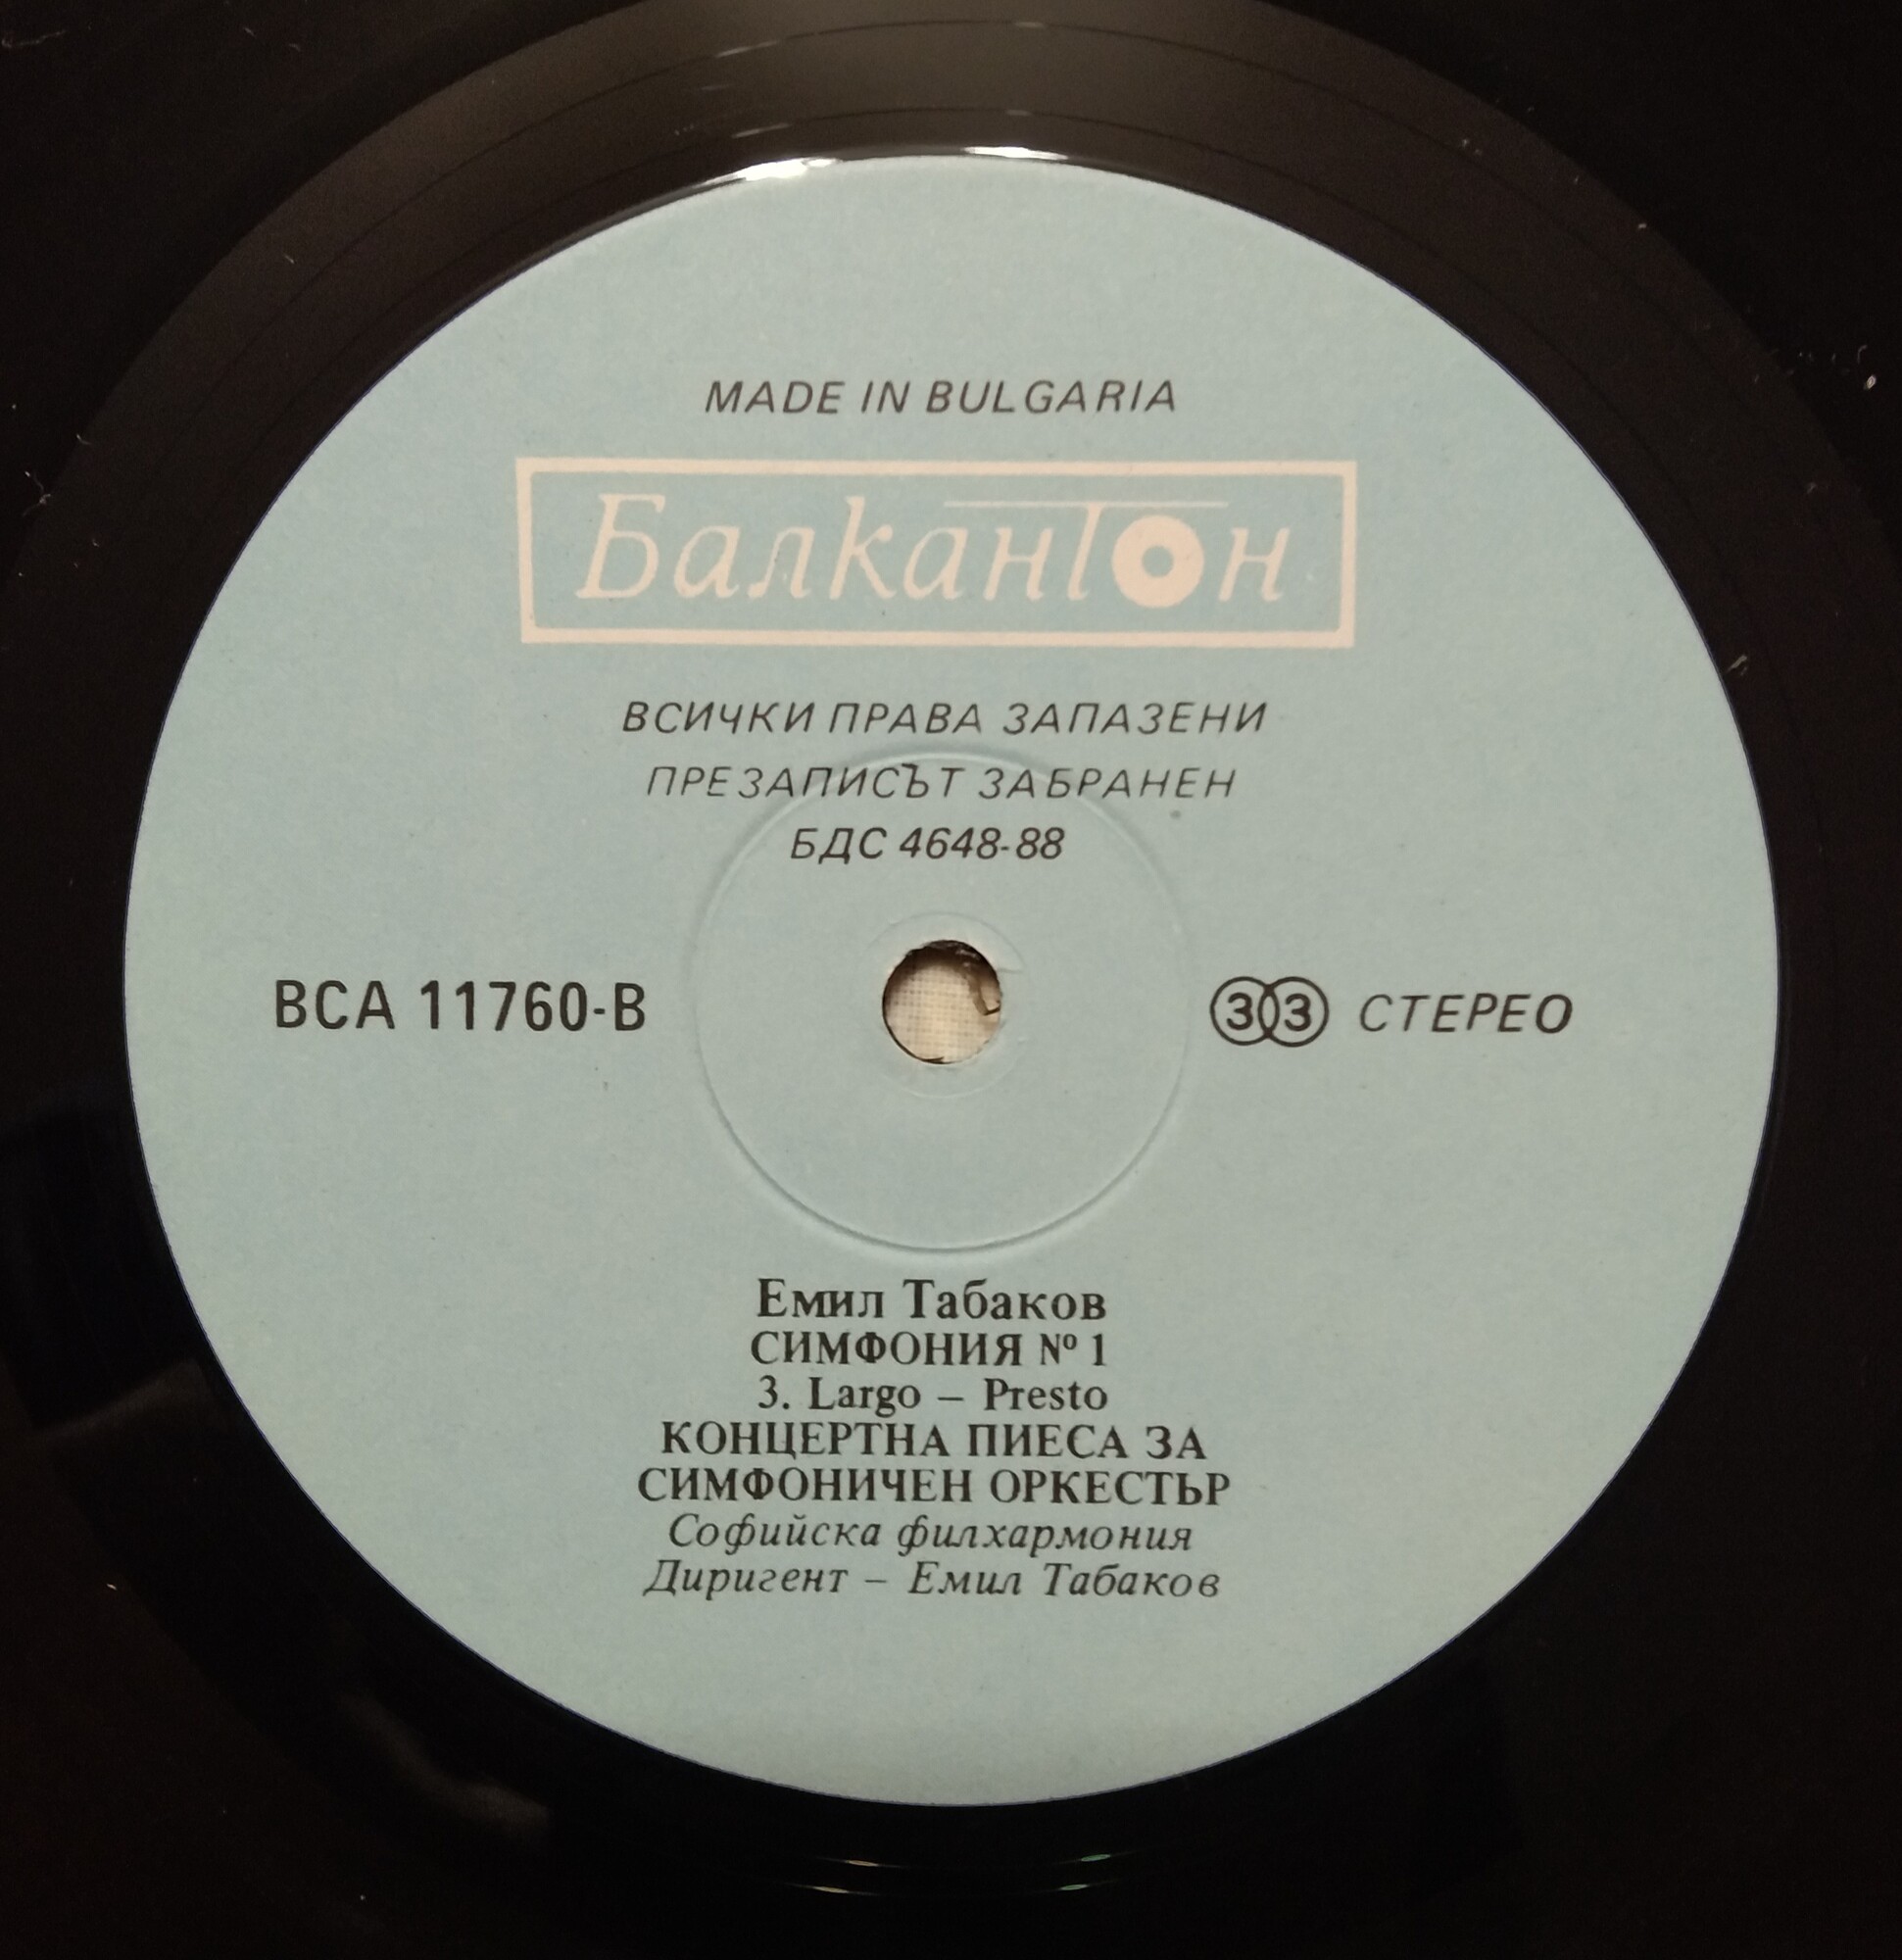 MADE IN BULGARIA
Балкантон
ВСИЧКИ ПРАВА ЗАПАЗЕНИ
ПРЕЗАПИСЪТ ЗАБРАНЕН
БДС 4648-88
ВСА 11760-В
33 СТЕРЕО
Емил Табаков
СИМФОНИЯ № 1
3. Largo – Presto
КОНЦЕРТНА ПИЕСА ЗА
СИМФОНИЧЕН ОРКЕСТЬР
Софийска филхармония
Диригент – Емил Табаков